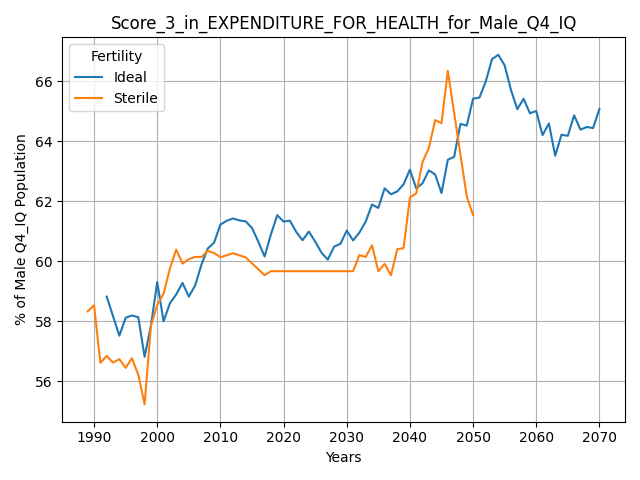 Score_3_in_EXPENDITURE_FOR_HEALTH_for_Male_Q4_IQ
Fertility
Ideal
Sterile
% of Male Q4_IQ Population
66
64
62
60
58
56
1990 2000 2010 2020 2030 2040 2050 2060 2070
Years